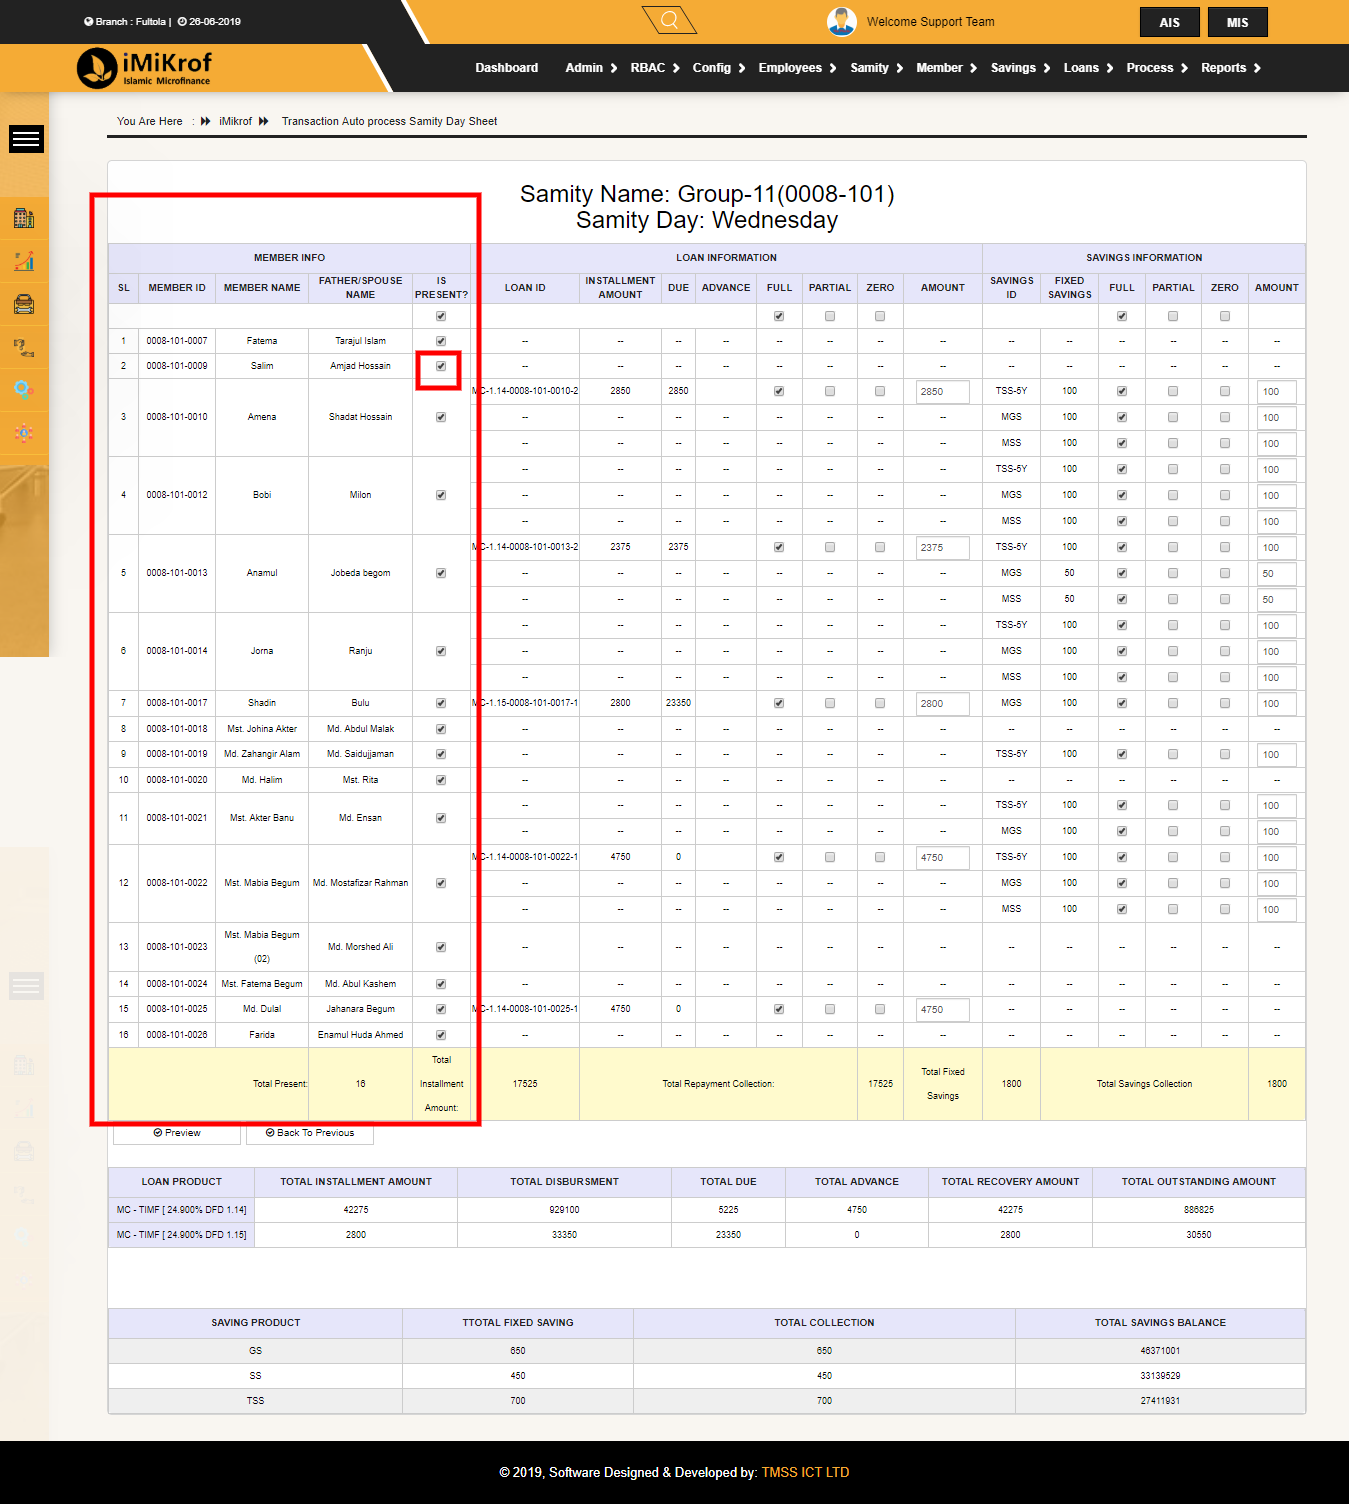 Branch : Fultola | 26-06-2019
Welcome Support Team
AIS MIS
iMiKrof
Islamic Microfinance
Dashboard Admin RBAC Config Employees Samity Member Savings Loans Process Reports
You Are Here : iMikrof Transaction Auto process Samity Day Sheet
Samity Name: Group-11(0008-101)
Samity Day: Wednesday
MEMBER INFO LOAN INFORMATION SAVINGS INFORMATION
SL MEMBER ID MEMBER NAME FATHER/SPOUSE NAME IS PRESENT? LOAN ID INSTALLMENT AMOUNT DUE ADVANCE FULL PARTIAL ZERO AMOUNT SAVINGS ID FIXED SAVINGS FULL PARTIAL ZERO AMOUNT
1 0008-101-0007 Fatema Tarajul Islam -- -- -- -- -- -- -- -- -- -- -- -- -- --
2 0008-101-0009 Salim Amjad Hossain -- -- -- -- -- -- -- -- -- -- -- -- -- --
3 0008-101-0010 Amena Shadat Hossain MC-1.14-0008-101-0010-2 2850 2850 2850 TSS-5Y 100 100
-- -- -- -- -- -- -- -- MGS 100 100
-- -- -- -- -- -- -- -- MSS 100 100
4 0008-101-0012 Bobi Milon -- -- -- -- -- -- -- -- TSS-5Y 100 100
-- -- -- -- -- -- -- -- MGS 100 100
-- -- -- -- -- -- -- -- MSS 100 100
5 0008-101-0013 Anamul Jobeda begom MC-1.14-0008-101-0013-2 2375 2375 2375 TSS-5Y 100 100
-- -- -- -- -- -- -- -- MGS 50 50
-- -- -- -- -- -- -- -- MSS 50 50
6 0008-101-0014 Jorna Ranju -- -- -- -- -- -- -- -- TSS-5Y 100 100
-- -- -- -- -- -- -- -- MGS 100 100
-- -- -- -- -- -- -- -- MSS 100 100
7 0008-101-0017 Shadin Bulu MC-1.15-0008-101-0017-1 2800 23350 2800 MGS 100 100
8 0008-101-0018 Mst. Johina Akter Md. Abdul Malak -- -- -- -- -- -- -- -- -- -- -- -- -- --
9 0008-101-0019 Md. Zahangir Alam Md. Saidujjaman -- -- -- -- -- -- -- -- TSS-5Y 100 100
10 0008-101-0020 Md. Halim Mst. Rita -- -- -- -- -- -- -- -- -- -- -- -- -- --
11 0008-101-0021 Mst. Akter Banu Md. Ensan -- -- -- -- -- -- -- -- TSS-5Y 100 100
-- -- -- -- -- -- -- -- MGS 100 100
12 0008-101-0022 Mst. Mabia Begum Md. Mostafizar Rahman MC-1.14-0008-101-0022-1 4750 0 4750 TSS-5Y 100 100
-- -- -- -- -- -- -- -- MGS 100 100
-- -- -- -- -- -- -- -- MSS 100 100
13 0008-101-0023 Mst. Mabia Begum (02) Md. Morshed Ali -- -- -- -- -- -- -- -- -- -- -- -- -- --
14 0008-101-0024 Mst. Fatema Begum Md. Abul Kashem -- -- -- -- -- -- -- -- -- -- -- -- -- --
15 0008-101-0025 Md. Dulal Jahanara Begum MC-1.14-0008-101-0025-1 4750 0 4750 -- -- -- -- -- --
16 0008-101-0026 Farida Enamul Huda Ahmed -- -- -- -- -- -- -- -- -- -- -- -- -- --
Total Present: 16 Total Installment Amount: 17525 Total Repayment Collection: 17525 Total Fixed Savings 1800 Total Savings Collection 1800
Preview Back To Previous
LOAN PRODUCT TOTAL INSTALLMENT AMOUNT TOTAL DISBURSMENT TOTAL DUE TOTAL ADVANCE TOTAL RECOVERY AMOUNT TOTAL OUTSTANDING AMOUNT
MC - TIMF [ 24.900% DFD 1.14] 42275 929100 5225 4750 42275 886825
MC - TIMF [ 24.900% DFD 1.15] 2800 33350 23350 0 2800 30550
SAVING PRODUCT TTOTAL FIXED SAVING TOTAL COLLECTION TOTAL SAVINGS BALANCE
GS 650 650 46371001
SS 450 450 33139529
TSS 700 700 27411931
© 2019, Software Designed & Developed by: TMSS ICT LTD